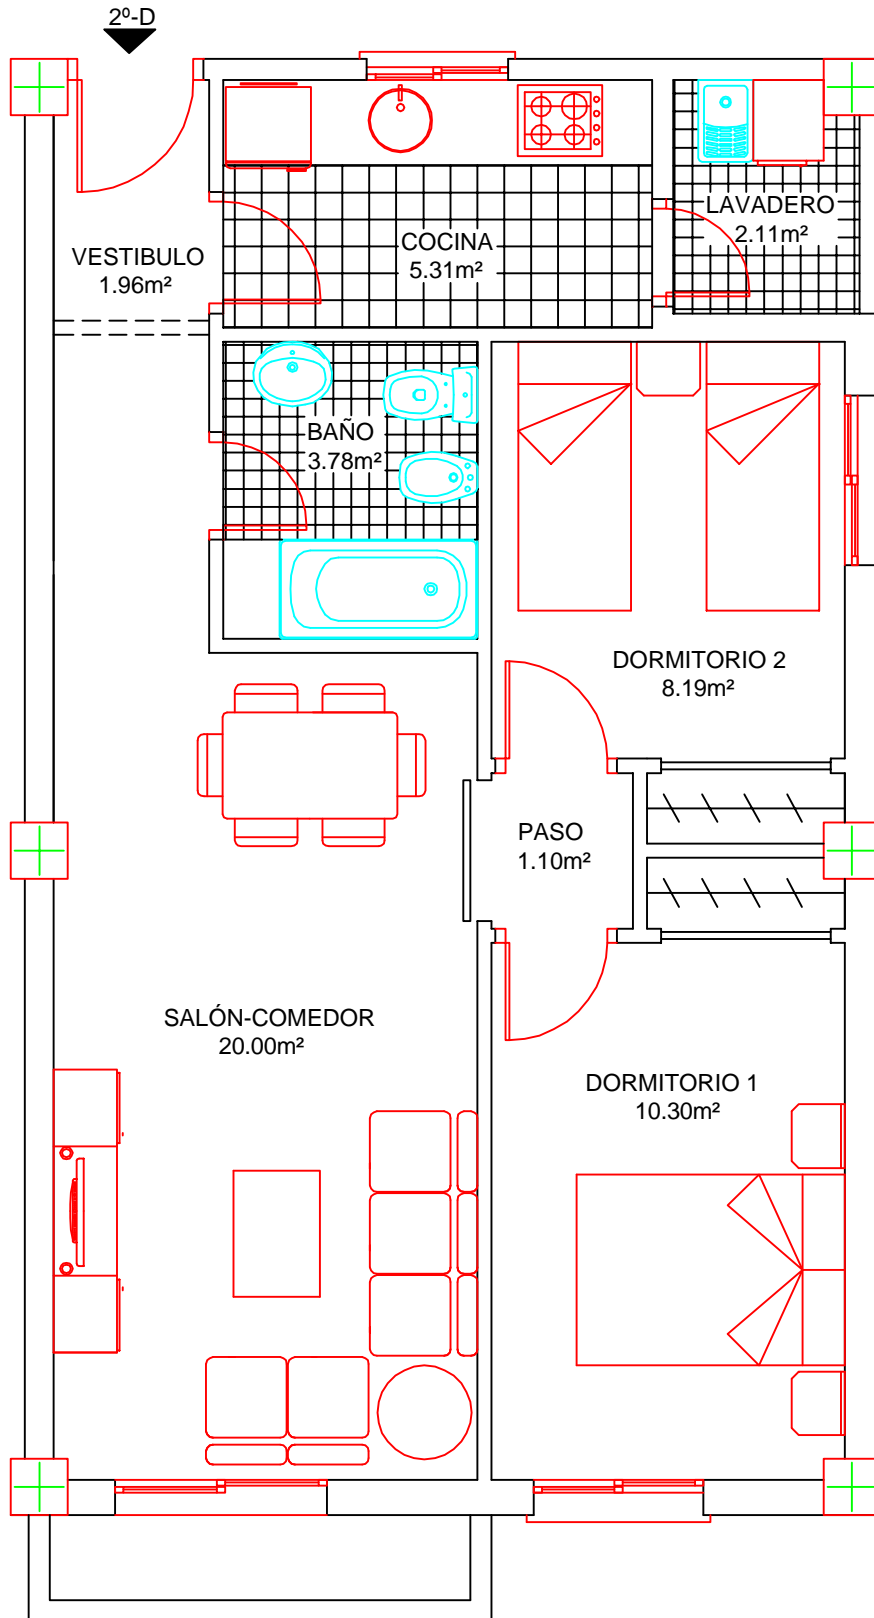 2º-D
VESTIBULO
1.96m²
COCINA
5.31m²
LAVADERO
2.11m²
BAÑO
3.78m²
DORMITORIO 2
8.19m²
PASO
1.10m²
SALÓN-COMEDOR
20.00m²
DORMITORIO 1
10.30m²